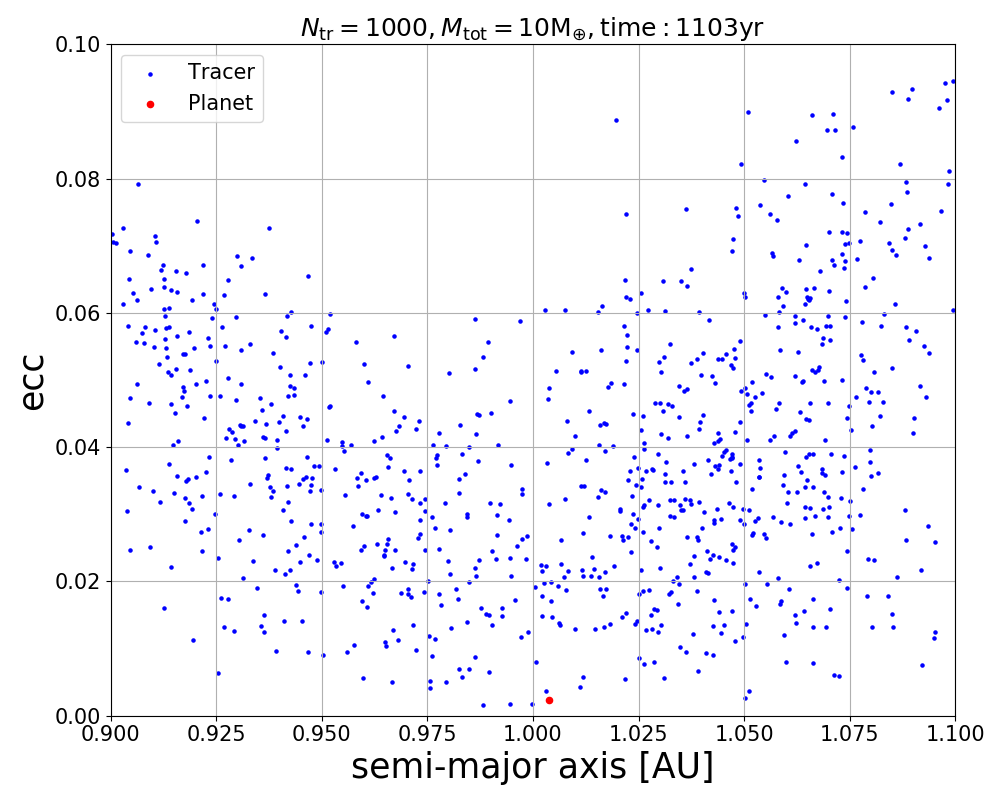 N_tr = 1000, M_tot = 10M_⊕, time : 1103yr
Tracer
Planet
ecc
0.10
0.08
0.06
0.04
0.02
0.00
0.900 0.925 0.950 0.975 1.000 1.025 1.050 1.075 1.100
semi-major axis [AU]